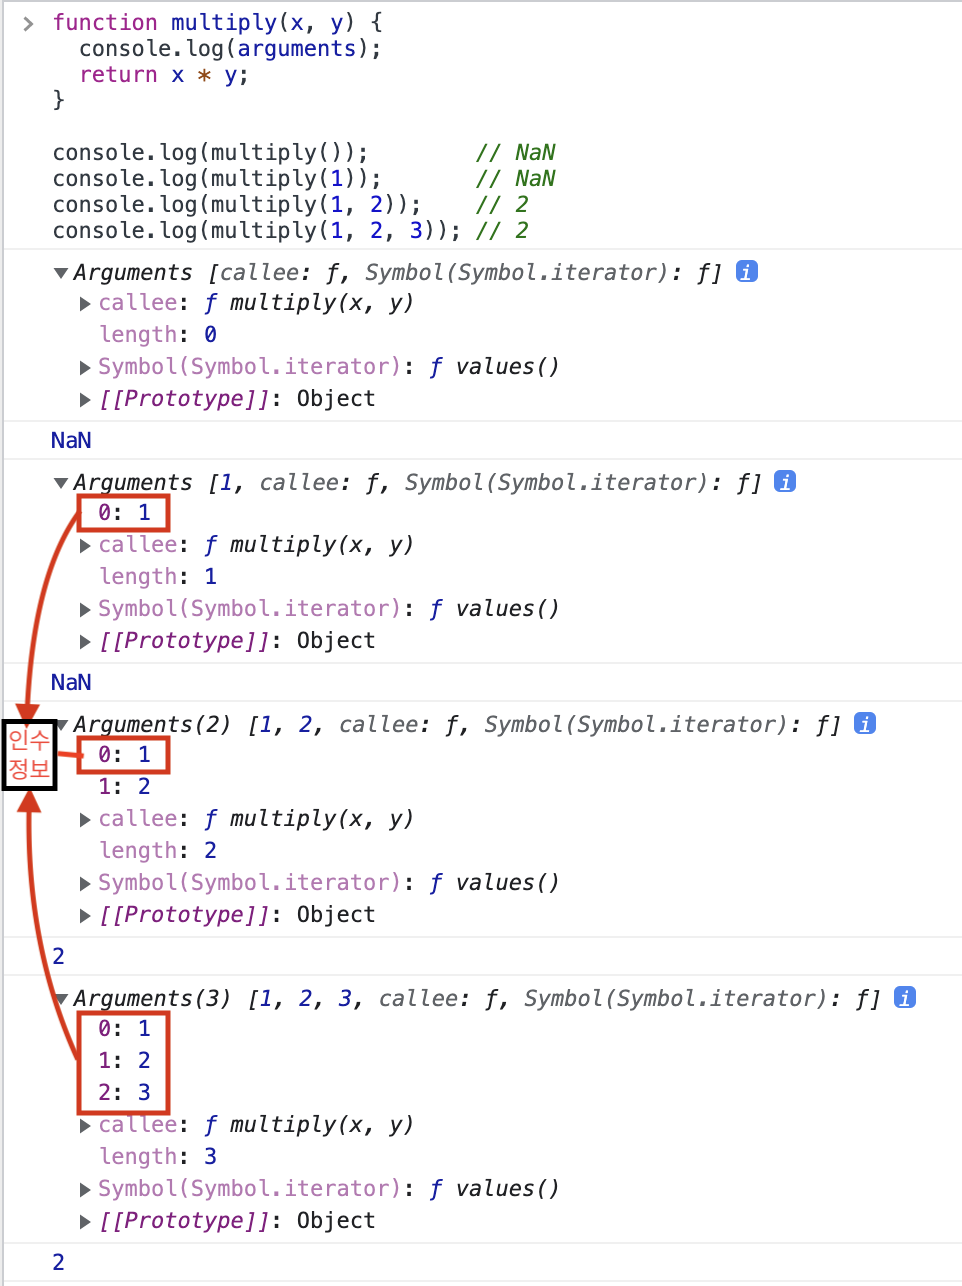 function multiply(x, y) {
  console.log(arguments);
  return x * y;
}
console.log(multiply());        // NaN
console.log(multiply(1));       // NaN
console.log(multiply(1, 2));    // 2
console.log(multiply(1, 2, 3)); // 2
Arguments [callee: ƒ, Symbol(Symbol.iterator): ƒ] i
callee: ƒ multiply(x, y)
length: 0
Symbol(Symbol.iterator): ƒ values()
[[Prototype]]: Object
NaN
Arguments [1, callee: ƒ, Symbol(Symbol.iterator): ƒ] i
0: 1
callee: ƒ multiply(x, y)
length: 1
Symbol(Symbol.iterator): ƒ values()
[[Prototype]]: Object
NaN
인수
정보
Arguments(2) [1, 2, callee: ƒ, Symbol(Symbol.iterator): ƒ] i
0: 1
1: 2
callee: ƒ multiply(x, y)
length: 2
Symbol(Symbol.iterator): ƒ values()
[[Prototype]]: Object
2
Arguments(3) [1, 2, 3, callee: ƒ, Symbol(Symbol.iterator): ƒ] i
0: 1
1: 2
2: 3
callee: ƒ multiply(x, y)
length: 3
Symbol(Symbol.iterator): ƒ values()
[[Prototype]]: Object
2